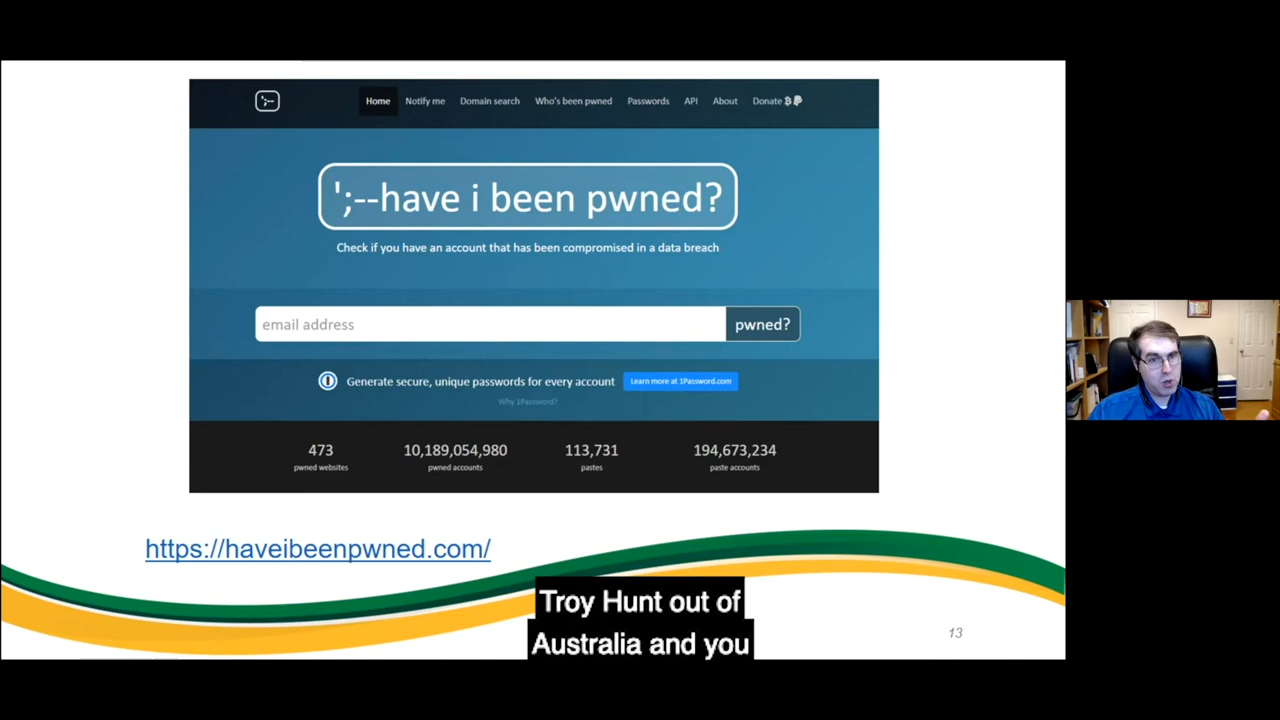 ';--
Home Notify me Domain search Who's been pwned Passwords API About Donate
';--have i been pwned?
Check if you have an account that has been compromised in a data breach
email address pwned?
Generate secure, unique passwords for every account Learn more at 1Password.com
Why 1Password?
473 10,189,054,980 113,731 194,673,234
pwned websites pwned accounts pastes paste accounts
https://haveibeenpwned.com/
Troy Hunt out of
Australia and you
13